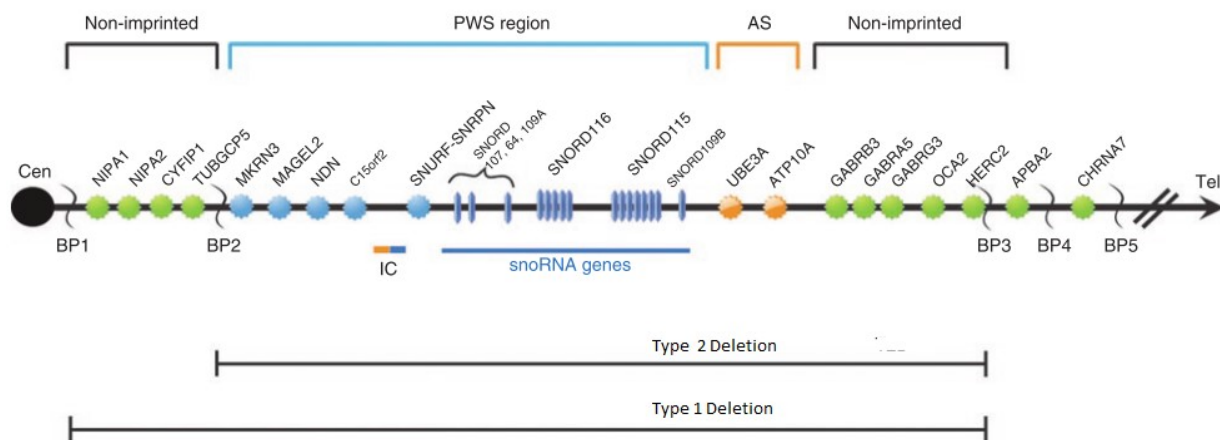 Non-imprinted
PWS region
AS
Non-imprinted
Cen
NIPA1
NIPA2
CYFIP1
TUBGCP5
MKRN3
MAGEL2
NDN
C15orf2
SNURF-SNRPN
SNORD
107, 64, 109A
SNORD116
SNORD115
SNORD109B
UBE3A
ATP10A
GABRB3
GABRA5
GABRG3
OCA2
HERC2
APBA2
CHRNA7
Tel
BP1
BP2
BP3
BP4
BP5
IC
snoRNA genes
Type 2 Deletion
Type 1 Deletion